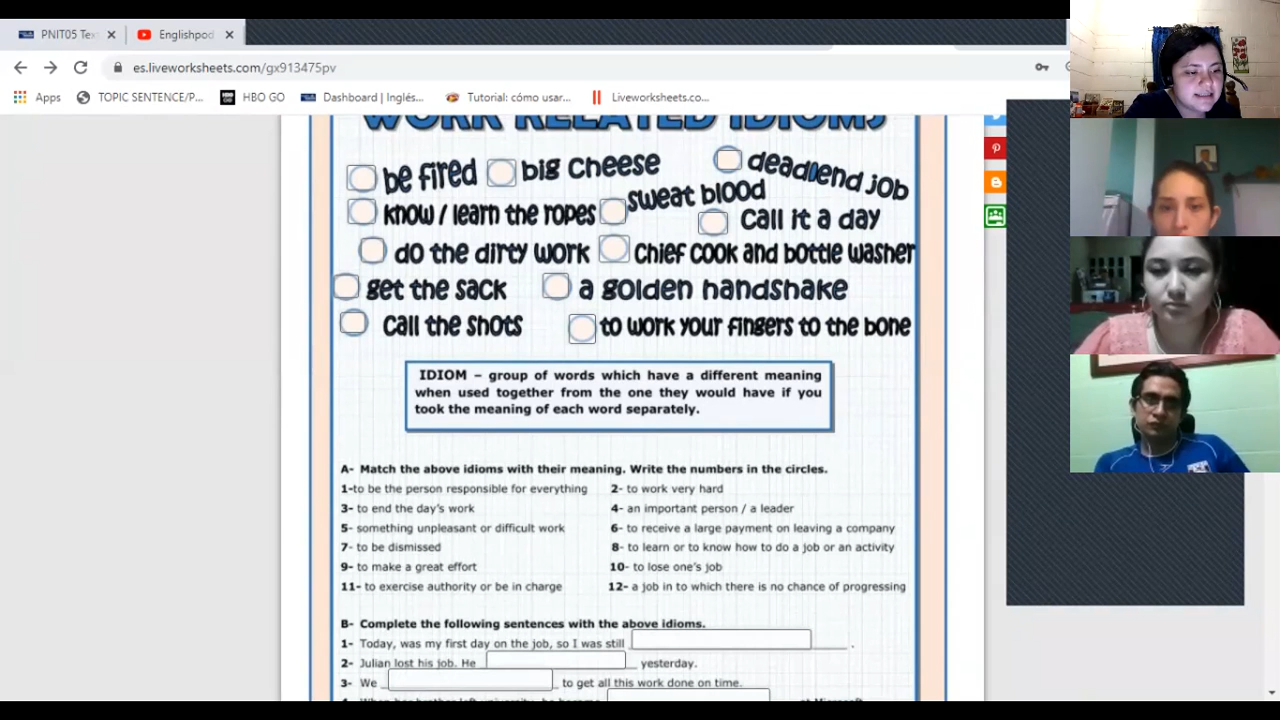 PNIT05 Tex
Englishpod
es.liveworksheets.com/gx913475pv
Apps TOPIC SENTENCE/P... HBO GO Dashboard | Inglés... Tutorial: cómo usar... Liveworksheets.co...
WORK RELATED IDIOMS
be fired big cheese dead end job
know / learn the ropes sweat blood call it a day
do the dirty work chief cook and bottle washer
get the sack a golden handshake
call the shots to work your fingers to the bone
IDIOM – group of words which have a different meaning
when used together from the one they would have if you
took the meaning of each word separately.
A- Match the above idioms with their meaning. Write the numbers in the circles.
1-to be the person responsible for everything 2- to work very hard
3- to end the day's work 4- an important person / a leader
5- something unpleasant or difficult work 6- to receive a large payment on leaving a company
7- to be dismissed 8- to learn or to know how to do a job or an activity
9- to make a great effort 10- to lose one's job
11- to exercise authority or be in charge 12- a job in to which there is no chance of progressing
B- Complete the following sentences with the above idioms.
1- Today, was my first day on the job, so I was still ____ .
2- Julian lost his job. He ____ yesterday.
3- We ____ to get all this work done on time.